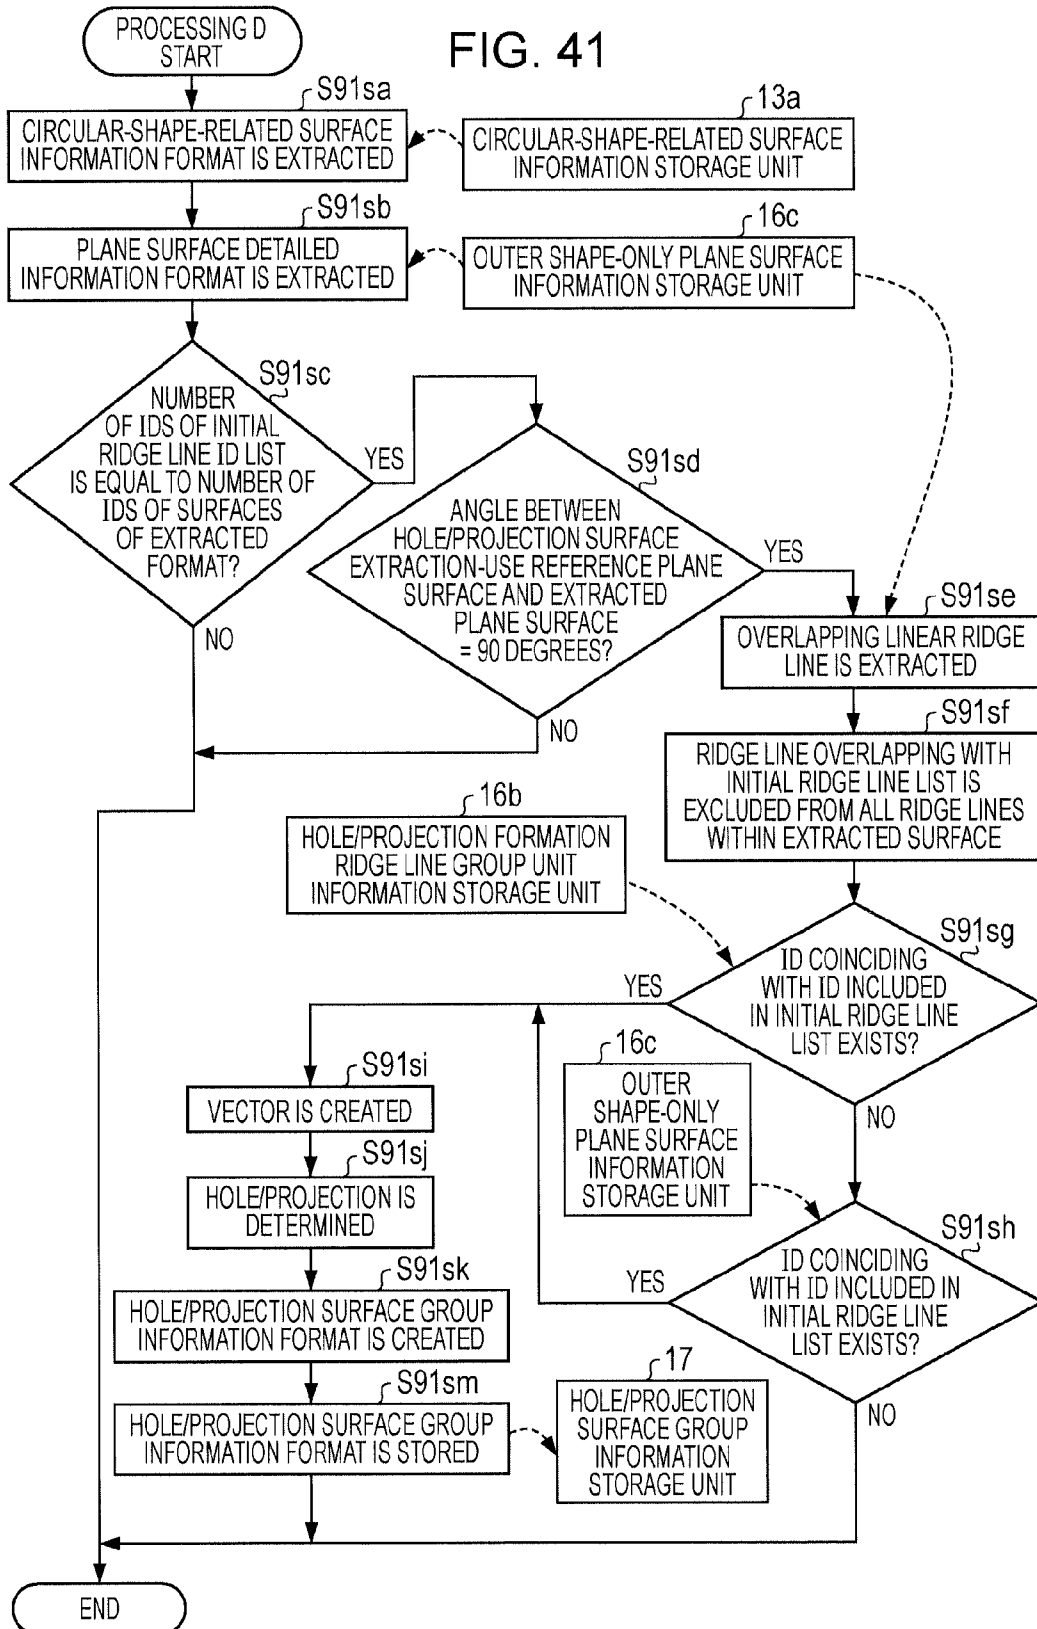 PROCESSING D
START
FIG. 41
S91sa
CIRCULAR-SHAPE-RELATED SURFACE
INFORMATION FORMAT IS EXTRACTED
13a
CIRCULAR-SHAPE-RELATED SURFACE
INFORMATION STORAGE UNIT
S91sb
PLANE SURFACE DETAILED
INFORMATION FORMAT IS EXTRACTED
16c
OUTER SHAPE-ONLY PLANE SURFACE
INFORMATION STORAGE UNIT
S91sc
NUMBER
OF IDS OF INITIAL
RIDGE LINE ID LIST
IS EQUAL TO NUMBER OF
IDS OF SURFACES
OF EXTRACTED
FORMAT?
YES
NO
S91sd
ANGLE BETWEEN
HOLE/PROJECTION SURFACE
EXTRACTION-USE REFERENCE PLANE
SURFACE AND EXTRACTED
PLANE SURFACE
= 90 DEGREES?
YES
NO
S91se
OVERLAPPING LINEAR RIDGE
LINE IS EXTRACTED
S91sf
RIDGE LINE OVERLAPPING WITH
INITIAL RIDGE LINE LIST IS
EXCLUDED FROM ALL RIDGE LINES
WITHIN EXTRACTED SURFACE
16b
HOLE/PROJECTION FORMATION
RIDGE LINE GROUP UNIT
INFORMATION STORAGE UNIT
S91sg
ID COINCIDING
WITH ID INCLUDED
IN INITIAL RIDGE LINE
LIST EXISTS?
YES
NO
16c
OUTER
SHAPE-ONLY
PLANE SURFACE
INFORMATION
STORAGE UNIT
S91sh
ID COINCIDING
WITH ID INCLUDED IN
INITIAL RIDGE LINE
LIST EXISTS?
YES
NO
S91si
VECTOR IS CREATED
S91sj
HOLE/PROJECTION IS
DETERMINED
S91sk
HOLE/PROJECTION SURFACE GROUP
INFORMATION FORMAT IS CREATED
S91sm
HOLE/PROJECTION SURFACE GROUP
INFORMATION FORMAT IS STORED
17
HOLE/PROJECTION
SURFACE GROUP
INFORMATION
STORAGE UNIT
END